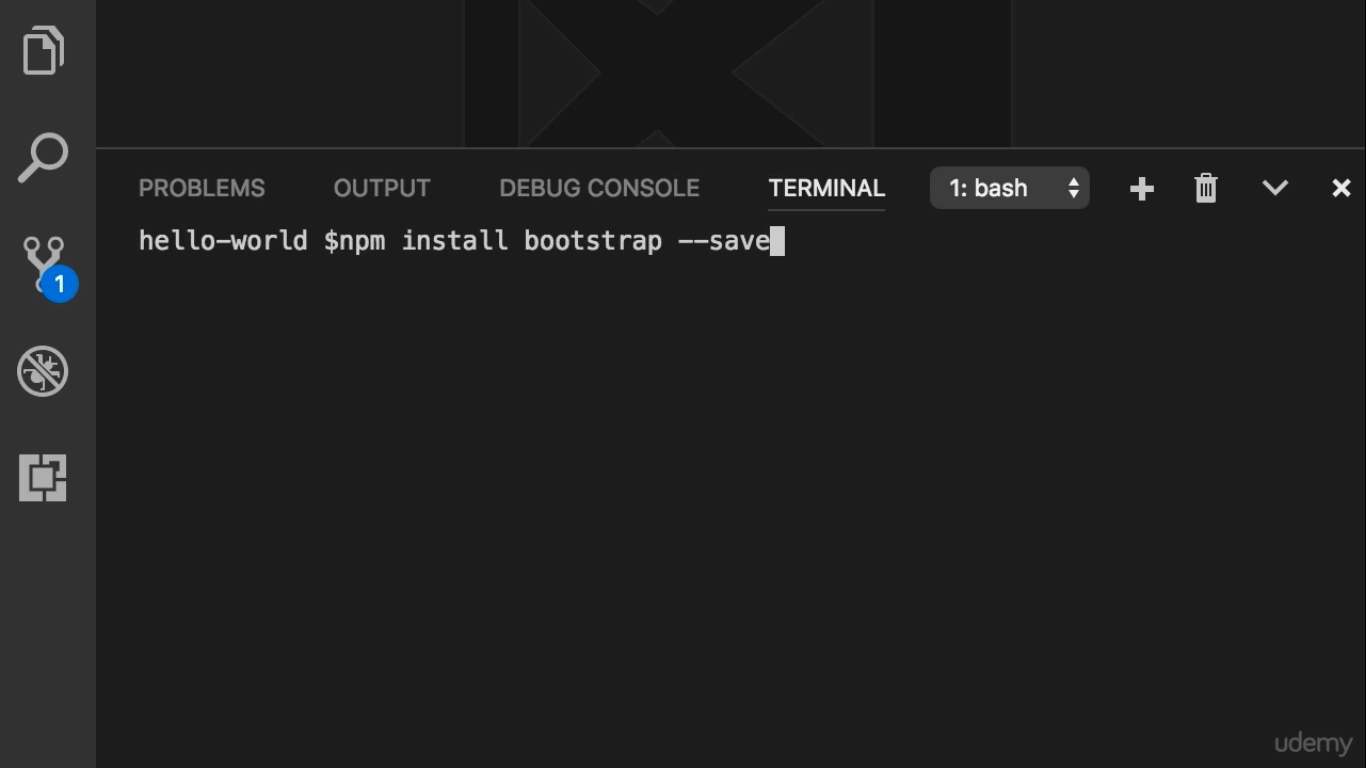 PROBLEMS OUTPUT DEBUG CONSOLE TERMINAL 1: bash
hello-world $npm install bootstrap --save
1
udemy